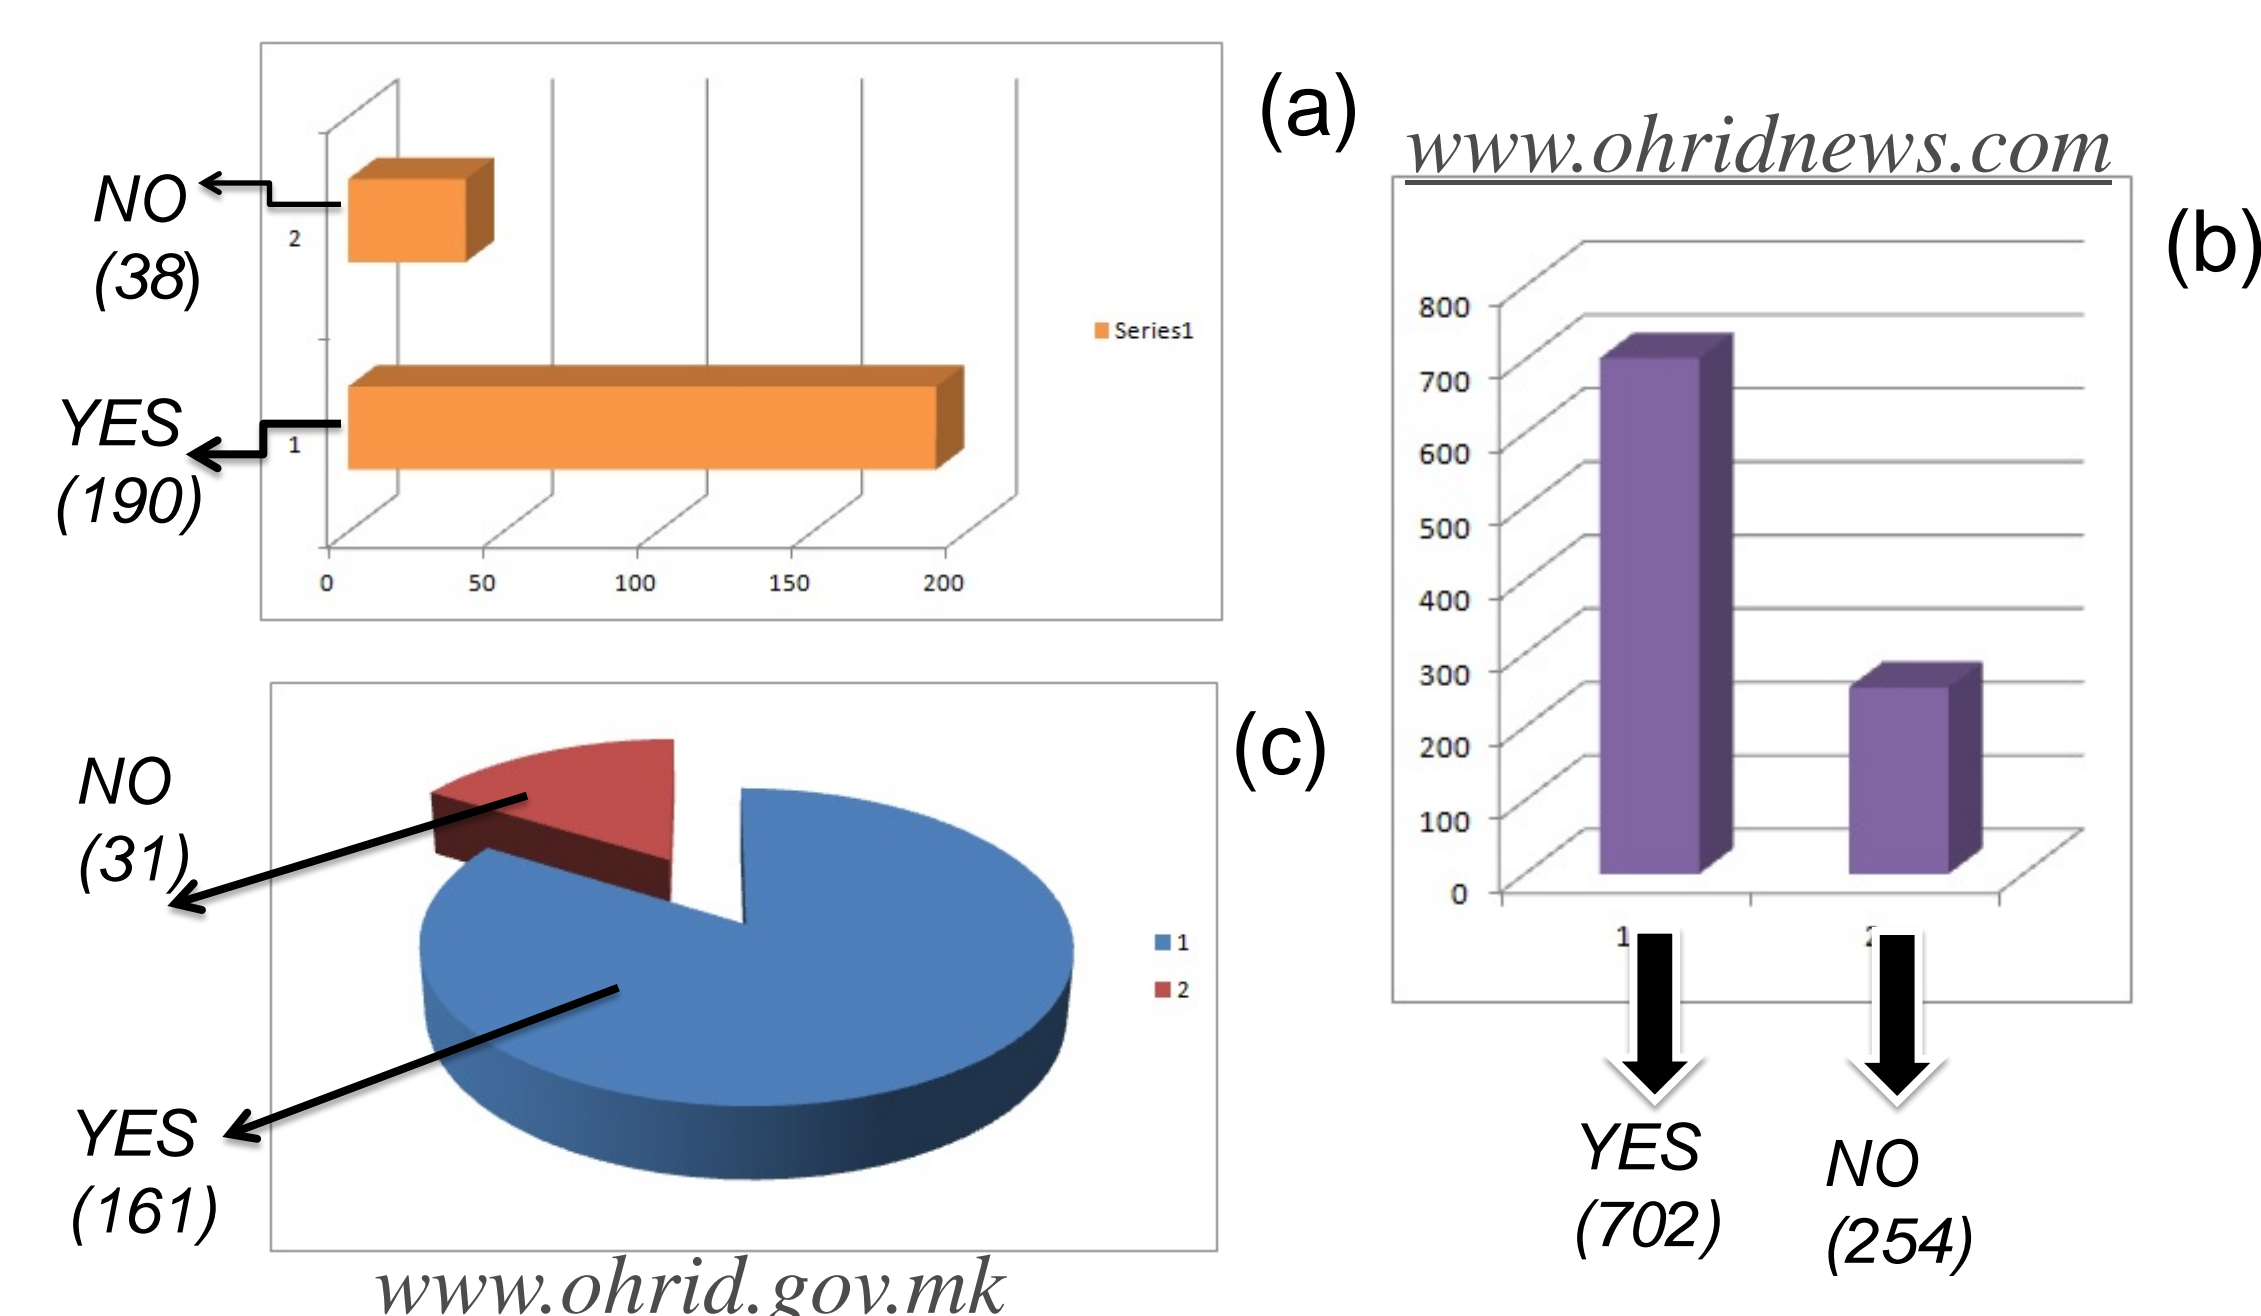 (a)
NO
(38)
2
YES
(190)
1
Series1
0 50 100 150 200
www.ohridnews.com
(b)
800
700
600
500
400
300
200
100
0
1 2
YES
(702)
NO
(254)
(c)
NO
(31)
YES
(161)
1
2
www.ohrid.gov.mk